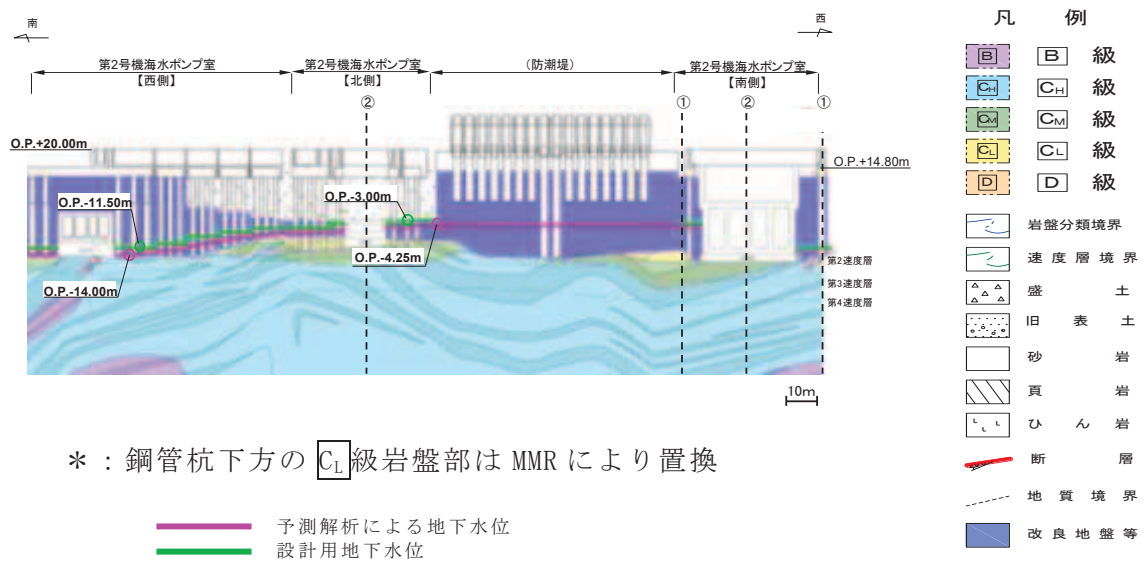 南
西
第2号機海水ポンプ室
【西側】
第2号機海水ポンプ室
【北側】
(防潮堤)
第2号機海水ポンプ室
【南側】
②
①
②
①
O.P.+20.00m
O.P.+14.80m
O.P.-11.50m
O.P.-3.00m
O.P.-4.25m
O.P.-14.00m
第2速度層
第3速度層
第4速度層
10m
*:鋼管杭下方のCL級岩盤部はMMRにより置換
予測解析による地下水位
設計用地下水位
凡 例
B B 級
CH CH 級
CM CM 級
CL CL 級
D D 級
岩盤分類境界
速度層境界
盛土
旧表土
砂岩
頁岩
ひん岩
断層
地質境界
改良地盤等